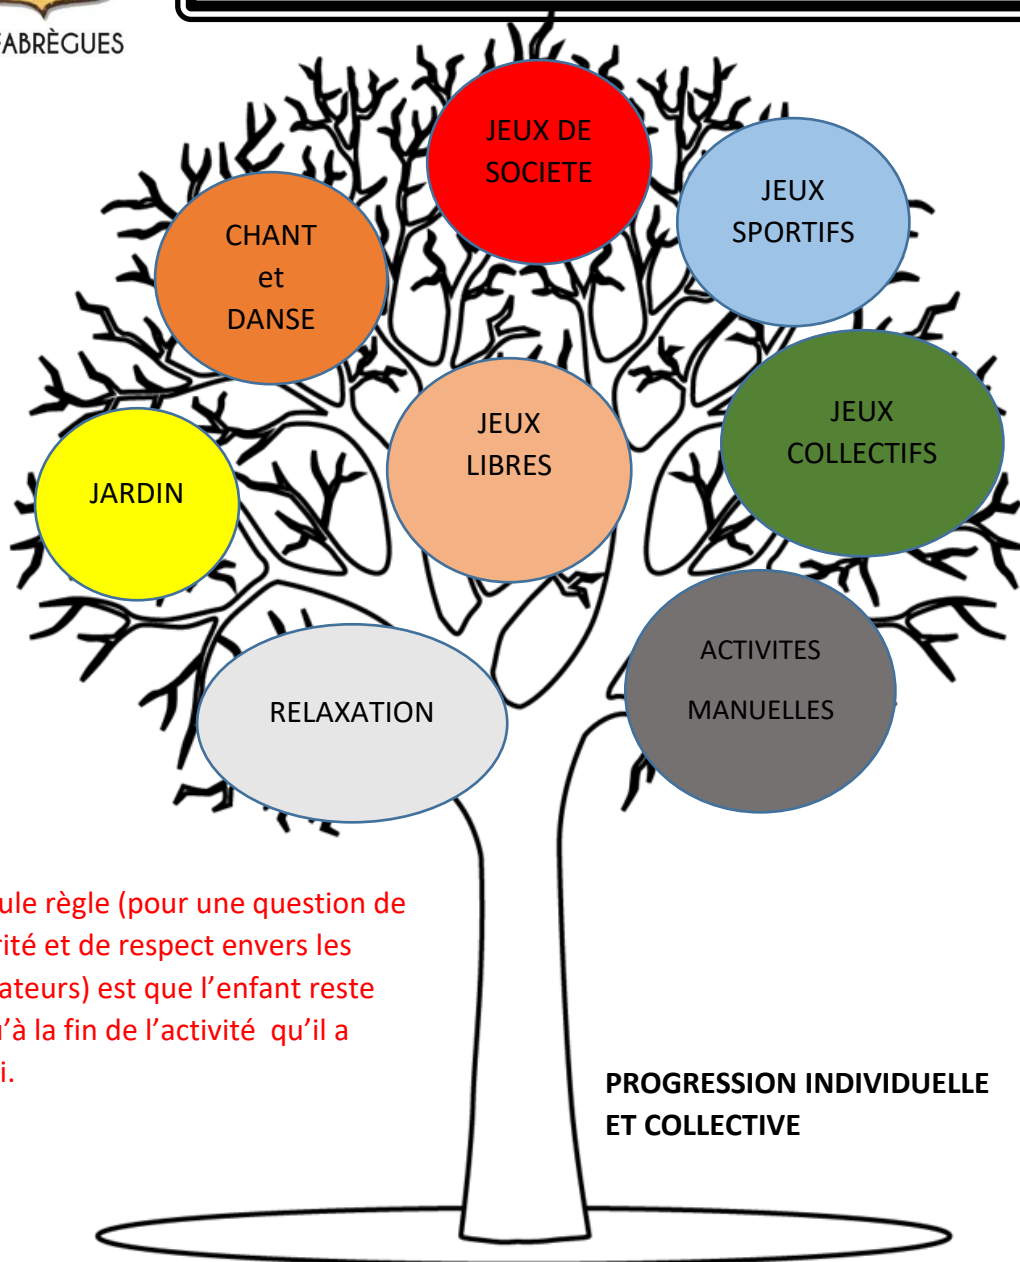 FABRÈGUES
JEUX DE
SOCIETE
JEUX
SPORTIFS
CHANT
et
DANSE
JEUX
COLLECTIFS
JEUX
LIBRES
JARDIN
ACTIVITES
MANUELLES
RELAXATION
ule règle (pour une question de
rité et de respect envers les
ateurs) est que l’enfant reste
u’à la fin de l’activité qu’il a
i.
PROGRESSION INDIVIDUELLE
ET COLLECTIVE